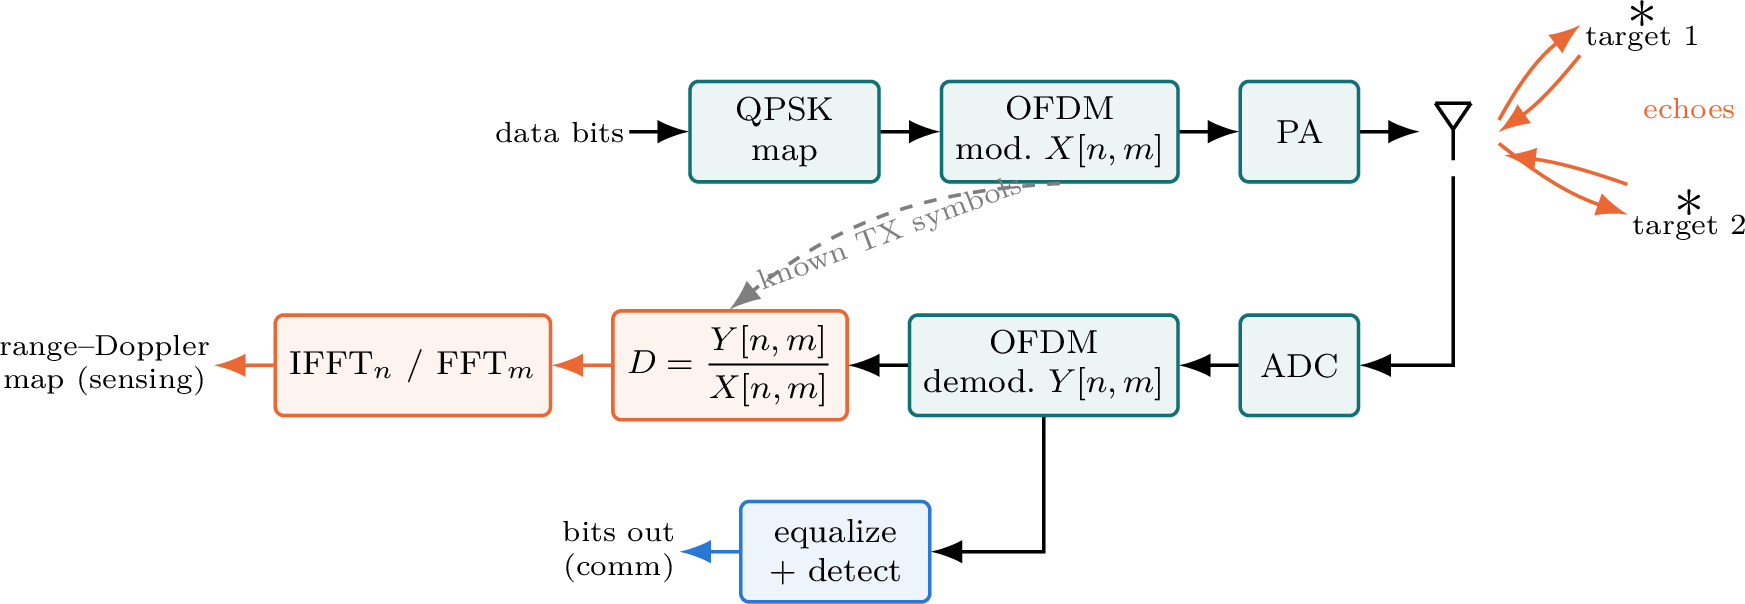 *
target 1
echoes
data bits
QPSK
map
OFDM
mod. X[n, m]
PA
*
target 2
known TX symbols
range–Doppler
map (sensing)
IFFTₙ / FFTₘ
D = Y[n, m] / X[n, m]
OFDM
demod. Y[n, m]
ADC
bits out
(comm)
equalize
+ detect